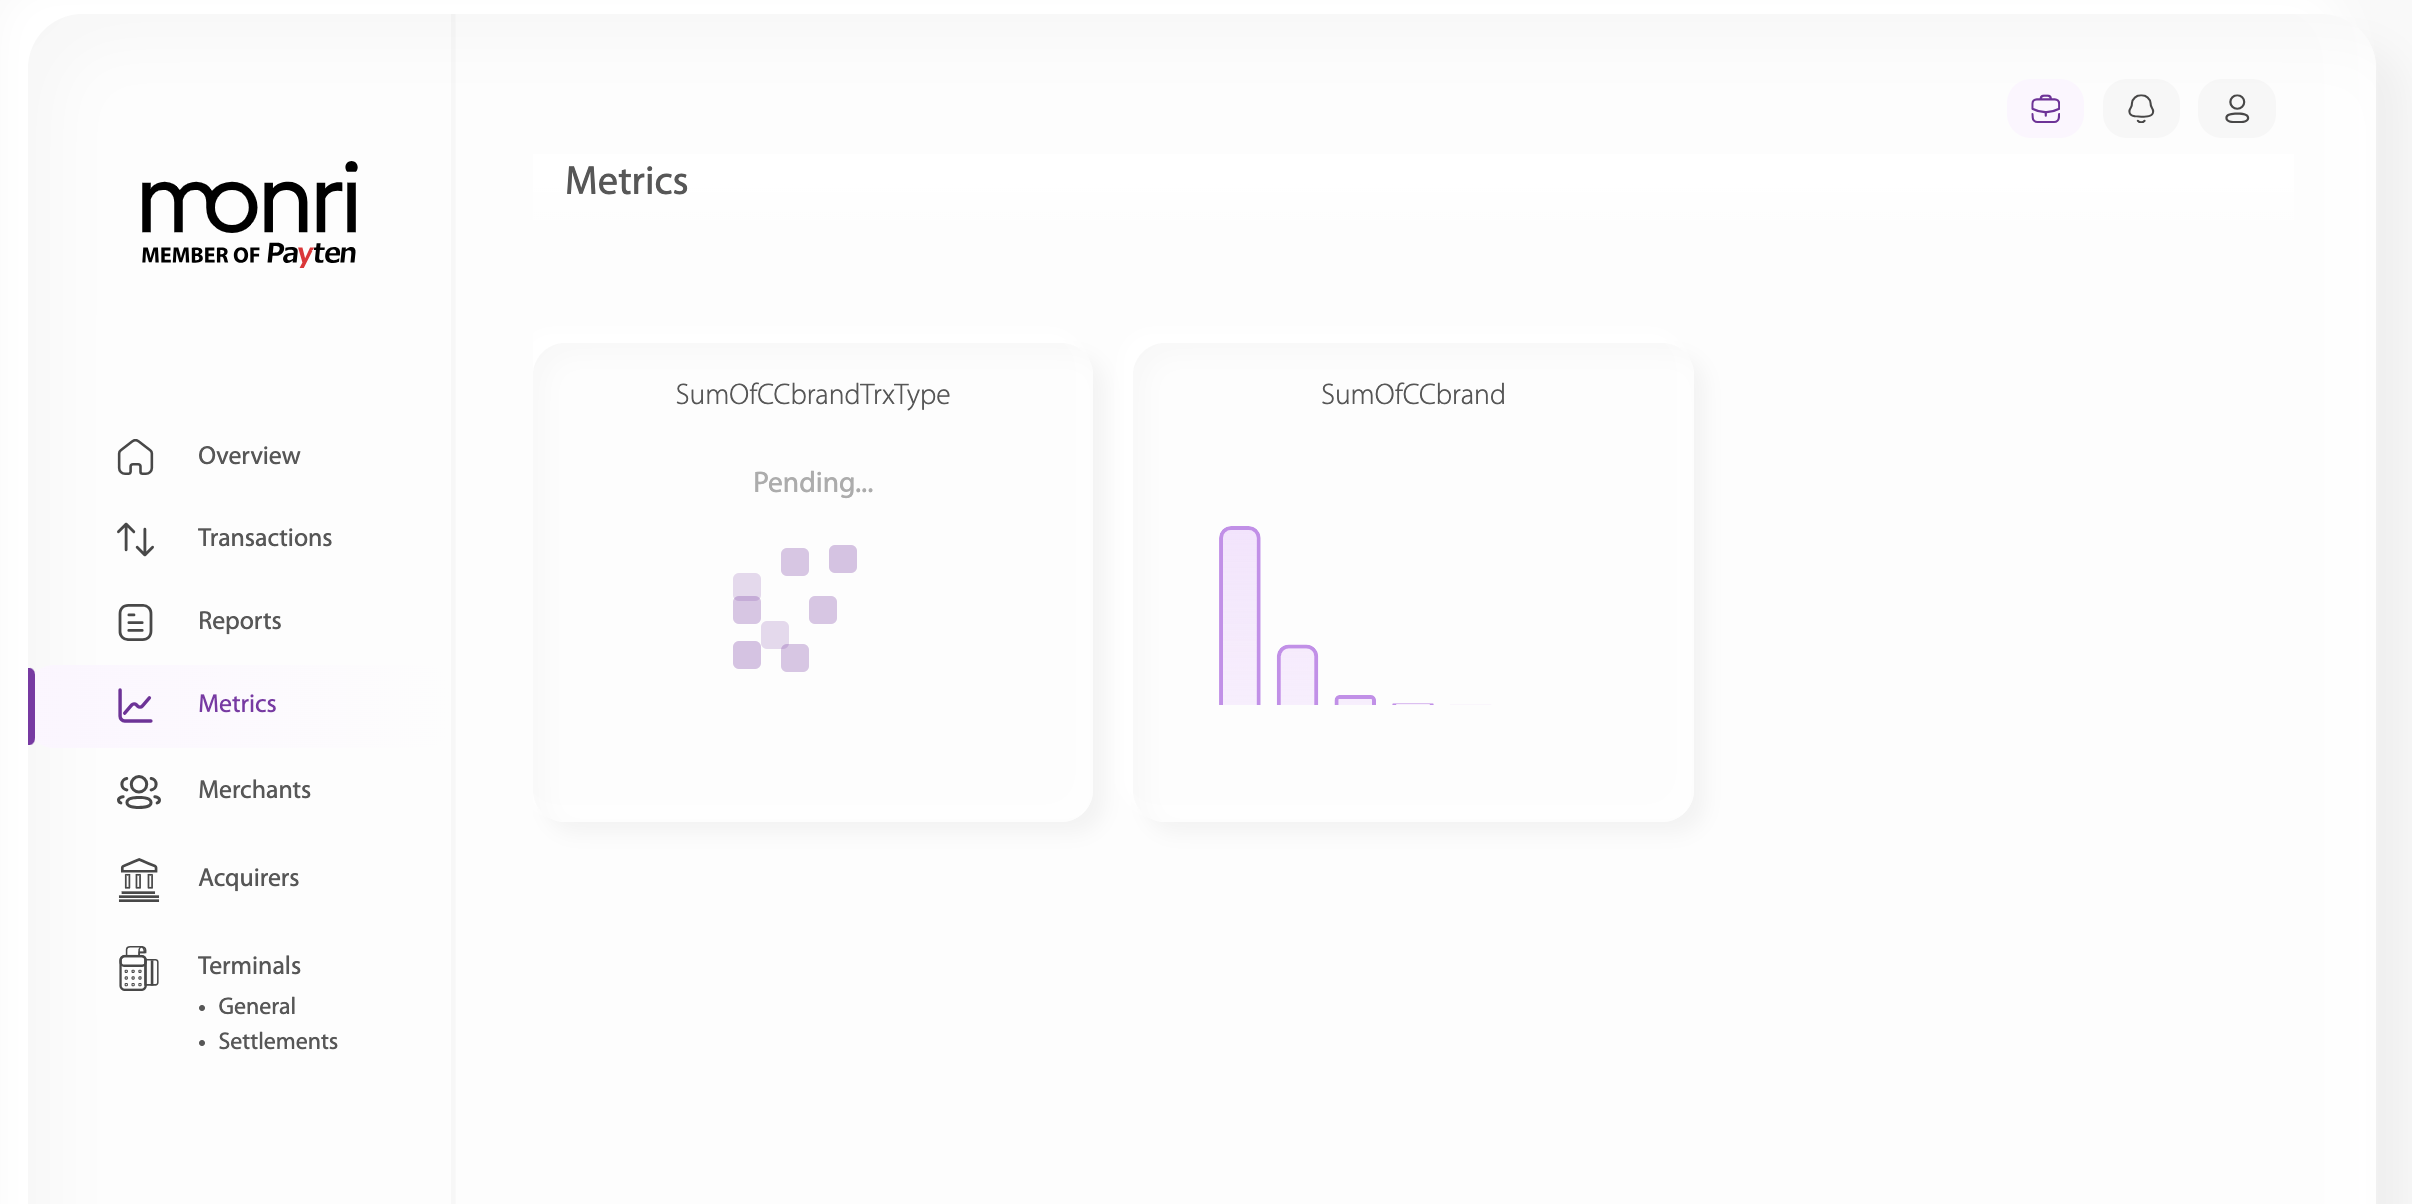 monri
MEMBER OF Payten
Metrics
SumOfCCbrandTrxType
Pending...
SumOfCCbrand
Overview
Transactions
Reports
Metrics
Merchants
Acquirers
Terminals
• General
• Settlements